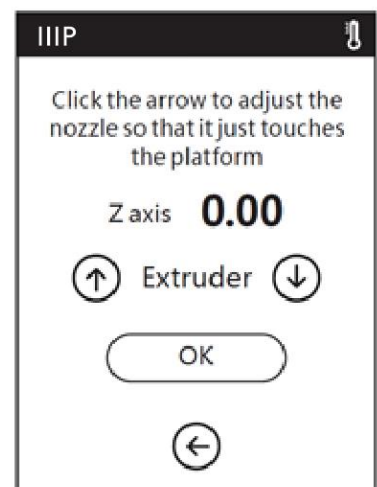 IIIP
Click the arrow to adjust the
nozzle so that it just touches
the platform
Z axis 0.00
Extruder
OK